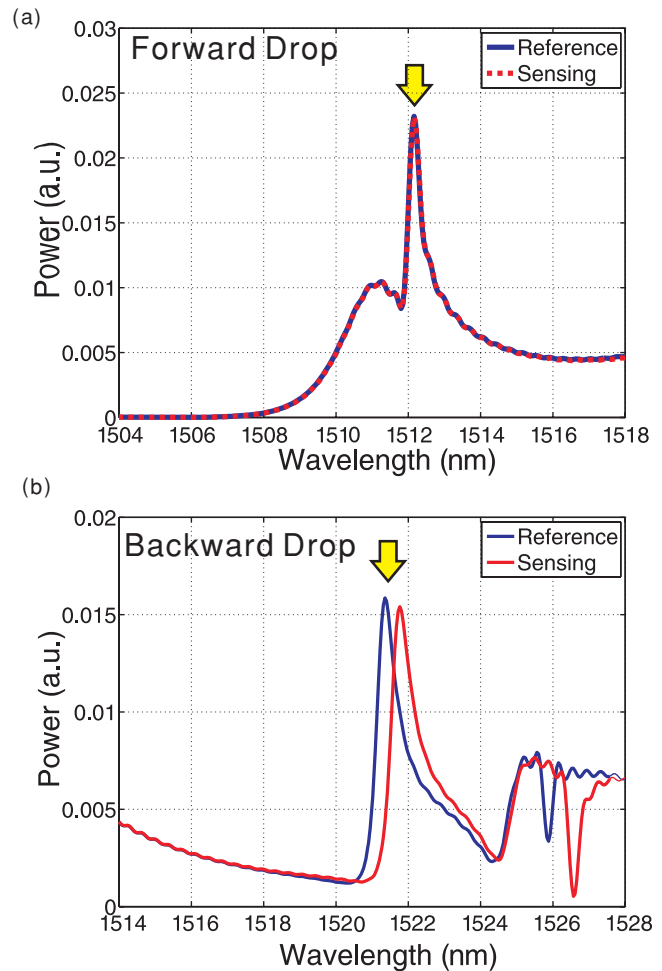 (a)
Forward Drop
Reference
Sensing
0.03
0.025
0.02
0.015
0.01
0.005
0
Power (a.u.)
1504 1506 1508 1510 1512 1514 1516 1518
Wavelength (nm)
(b)
Backward Drop
Reference
Sensing
0.02
0.015
0.01
0.005
0
Power (a.u.)
1514 1516 1518 1520 1522 1524 1526 1528
Wavelength (nm)